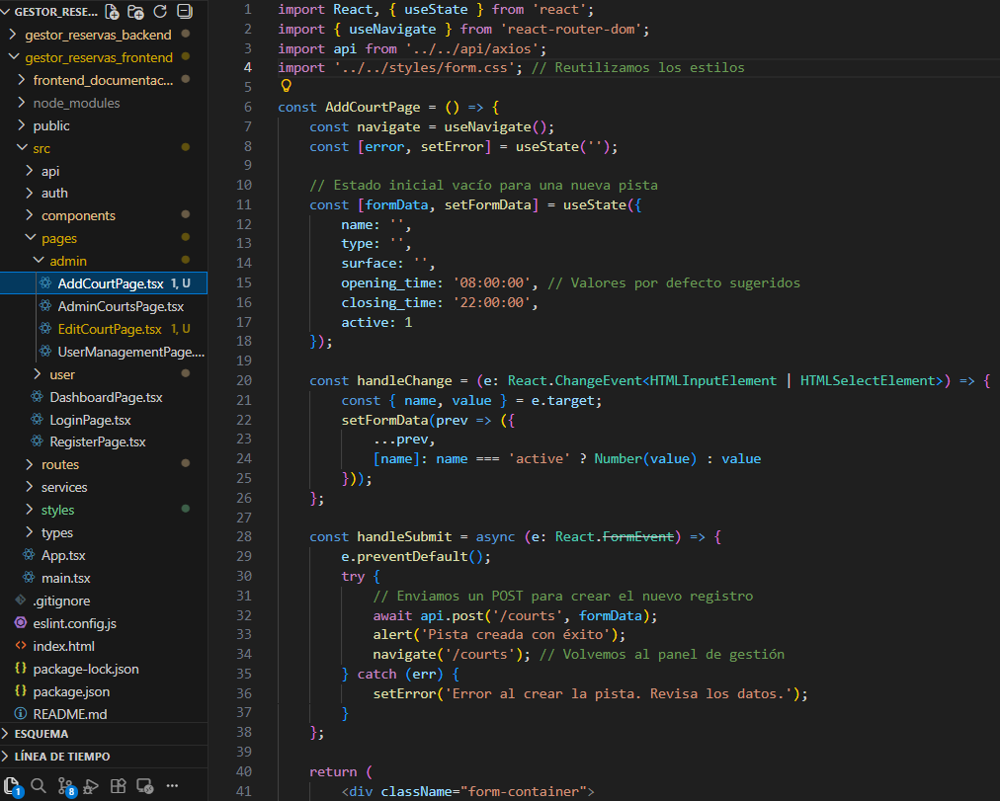 GESTOR_RESE...
gestor_reservas_backend
gestor_reservas_frontend
frontend_documentac...
node_modules
public
src
api
auth
components
pages
admin
AddCourtPage.tsx 1, U
AdminCourtsPage.tsx
EditCourtPage.tsx 1, U
UserManagementPage....
user
DashboardPage.tsx
LoginPage.tsx
RegisterPage.tsx
routes
services
styles
types
App.tsx
main.tsx
.gitignore
eslint.config.js
index.html
package-lock.json
package.json
README.md
ESQUEMA
LÍNEA DE TIEMPO
1
8
1 import React, { useState } from 'react';
2 import { useNavigate } from 'react-router-dom';
3 import api from '../../api/axios';
4 import '../../styles/form.css'; // Reutilizamos los estilos
5
6 const AddCourtPage = () => {
7     const navigate = useNavigate();
8     const [error, setError] = useState('');
9
10     // Estado inicial vacío para una nueva pista
11     const [formData, setFormData] = useState({
12         name: '',
13         type: '',
14         surface: '',
15         opening_time: '08:00:00', // Valores por defecto sugeridos
16         closing_time: '22:00:00',
17         active: 1
18     });
19
20     const handleChange = (e: React.ChangeEvent<HTMLInputElement | HTMLSelectElement>) => {
21         const { name, value } = e.target;
22         setFormData(prev => ({
23             ...prev,
24             [name]: name === 'active' ? Number(value) : value
25         }));
26     };
27
28     const handleSubmit = async (e: React.FormEvent) => {
29         e.preventDefault();
30         try {
31             // Enviamos un POST para crear el nuevo registro
32             await api.post('/courts', formData);
33             alert('Pista creada con éxito');
34             navigate('/courts'); // Volvemos al panel de gestión
35         } catch (err) {
36             setError('Error al crear la pista. Revisa los datos.');
37         }
38     };
39
40     return (
41         <div className="form-container">